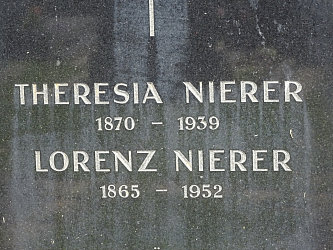 THERESIA NIERER
1870 – 1939
LORENZ NIERER
1865 – 1952